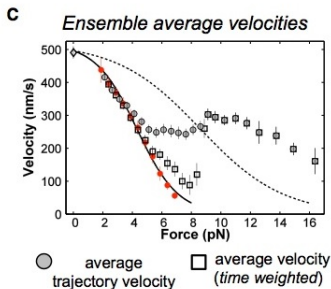 C
Ensemble average velocities
Velocity (nm/s)
500
400
300
200
100
0
0 2 4 6 8 10 12 14 16
Force (pN)
average trajectory velocity
average velocity (time weighted)